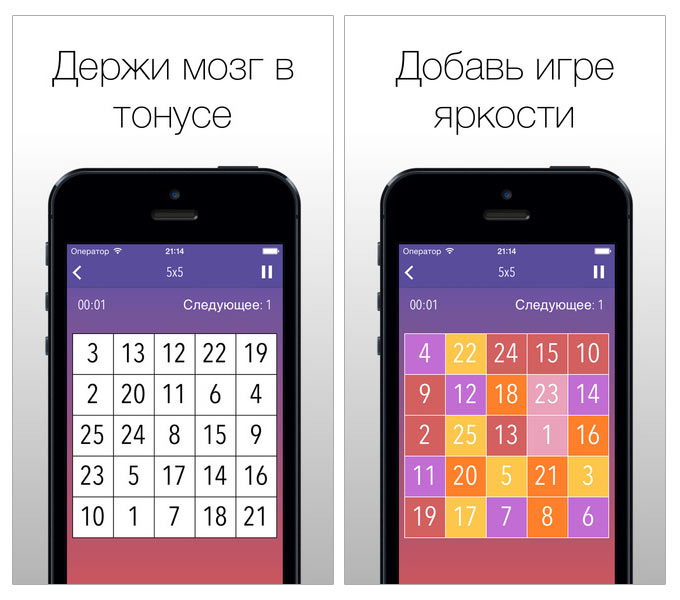 Держи мозг в
тонусе
Оператор 21:14
5x5
00:01 Следующее: 1
3 13 12 22 19
2 20 11 6 4
25 24 8 15 9
23 5 17 14 16
10 1 7 18 21
Добавь игре
яркости
Оператор 21:14
5x5
00:01 Следующее: 1
4 22 24 15 10
9 12 18 23 14
2 25 13 1 16
11 20 5 21 3
19 17 7 8 6